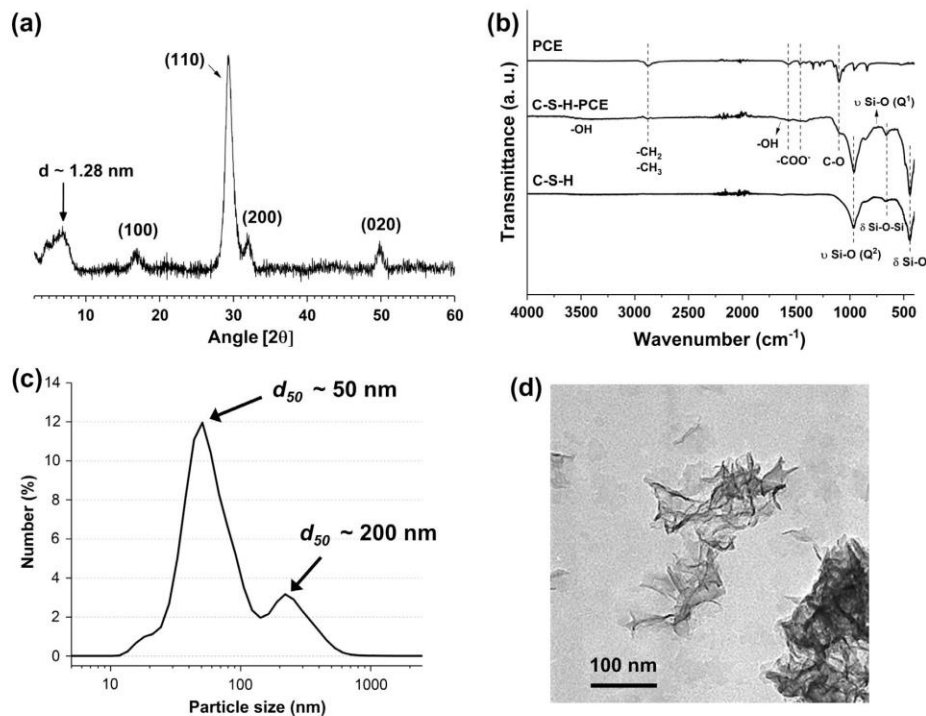 (a)
(110)
d ~ 1.28 nm
(100)
(200)
(020)
10
20
30
40
50
60
Angle [2θ]
(b)
PCE
C-S-H-PCE
υ Si-O (Q¹)
-OH
-OH
-CH₂
-CH₃
-COO⁻
C-O
C-S-H
δ Si-O-Si
υ Si-O (Q²)
δ Si-O
Transmittance (a. u.)
4000
3500
3000
2500
2000
1500
1000
500
Wavenumber (cm⁻¹)
(c)
14
12
10
8
6
4
2
0
Number (%)
d₅₀ ~ 50 nm
d₅₀ ~ 200 nm
10
100
1000
Particle size (nm)
(d)
100 nm